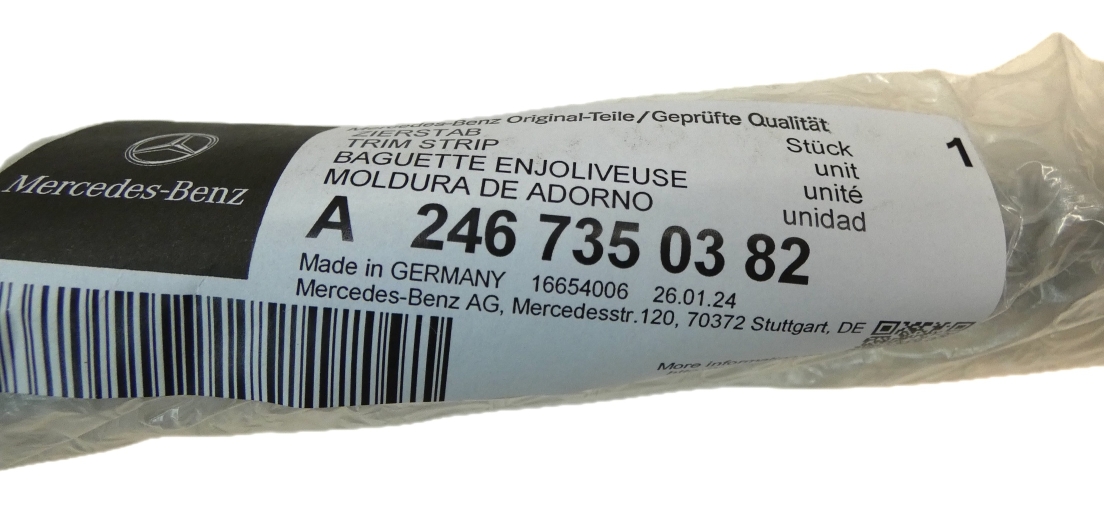 Mercedes-Benz
Mercedes-Benz Original-Teile/Geprüfte Qualität
ZIERSTAB
TRIM STRIP
BAGUETTE ENJOLIVEUSE
MOLDURA DE ADORNO
Stück
unit
unité
unidad
1
A 246 735 03 82
Made in GERMANY 16654006 26.01.24
Mercedes-Benz AG, Mercedesstr.120, 70372 Stuttgart, DE
More